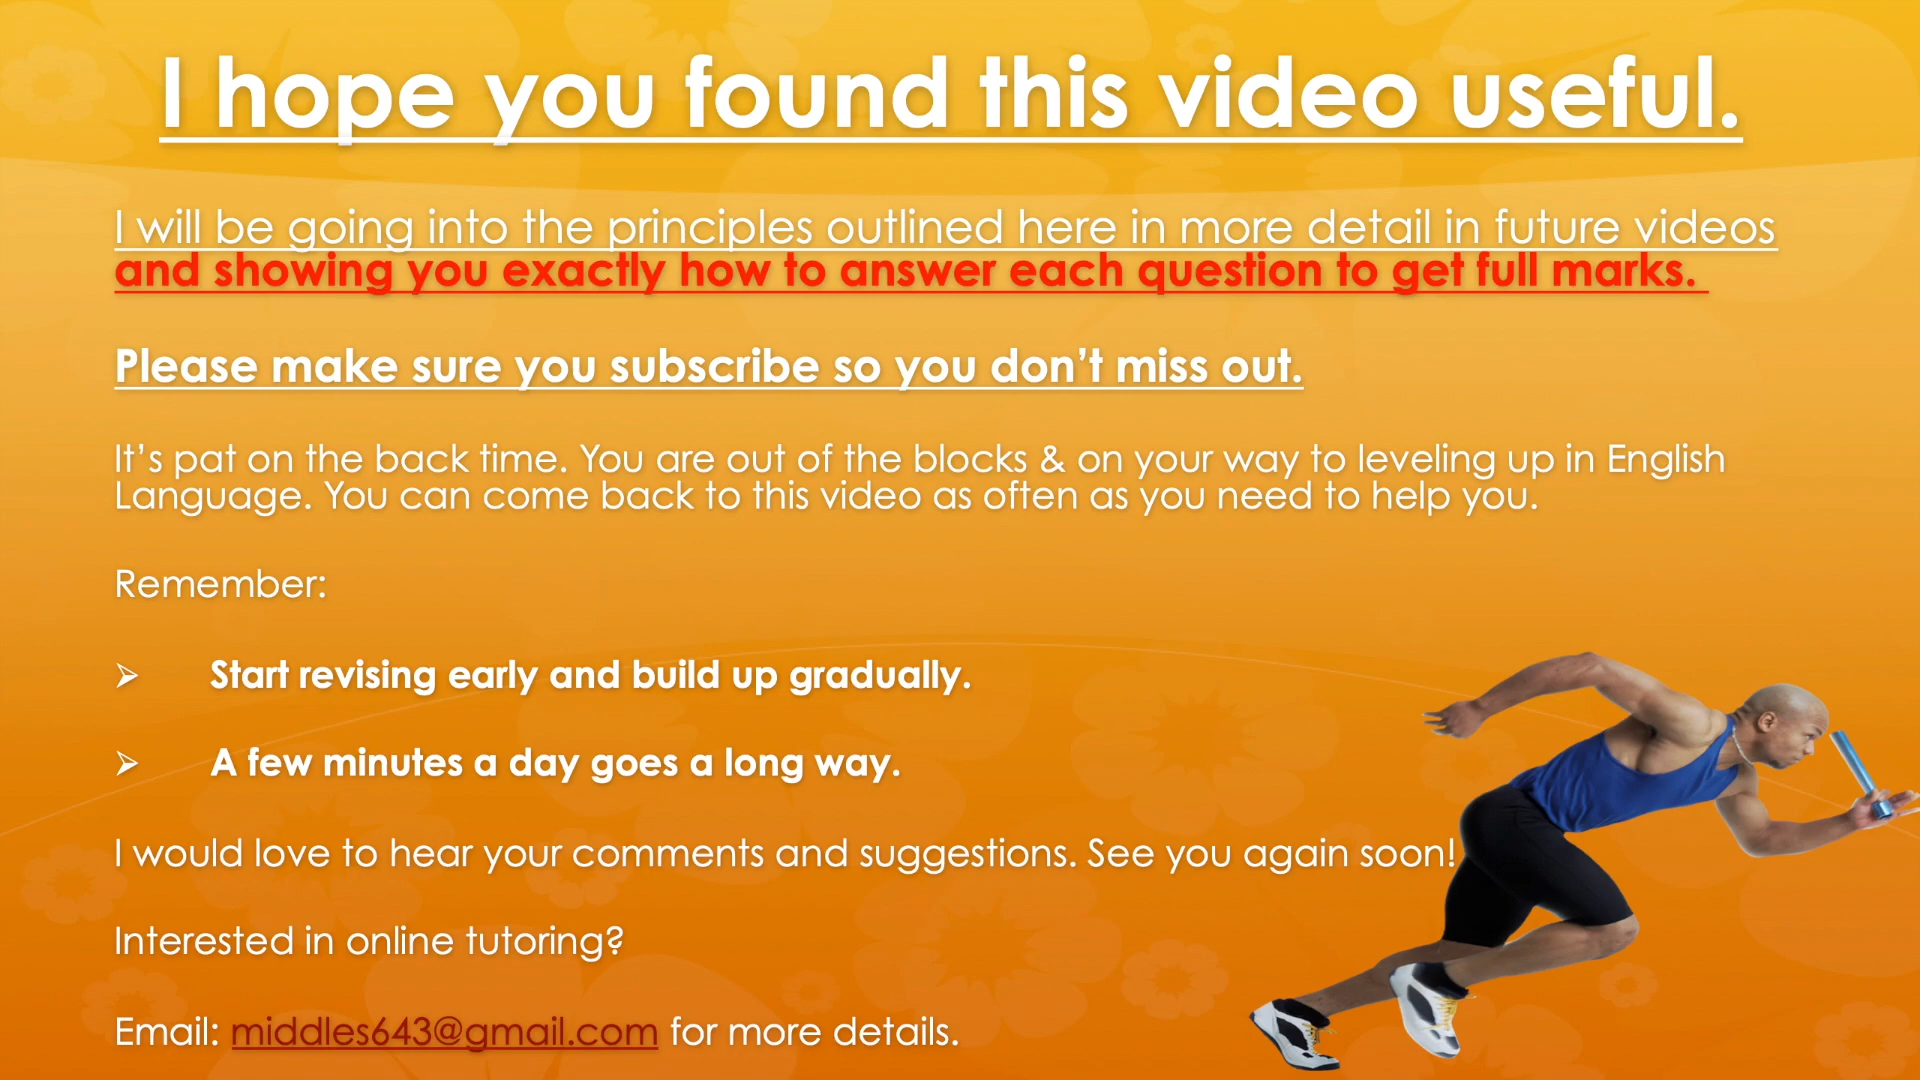 I hope you found this video useful.
I will be going into the principles outlined here in more detail in future videos
and showing you exactly how to answer each question to get full marks.
Please make sure you subscribe so you don’t miss out.
It’s pat on the back time. You are out of the blocks & on your way to leveling up in English
Language. You can come back to this video as often as you need to help you.
Remember:
➢ Start revising early and build up gradually.
➢ A few minutes a day goes a long way.
I would love to hear your comments and suggestions. See you again soon!
Interested in online tutoring?
Email: middles643@gmail.com for more details.